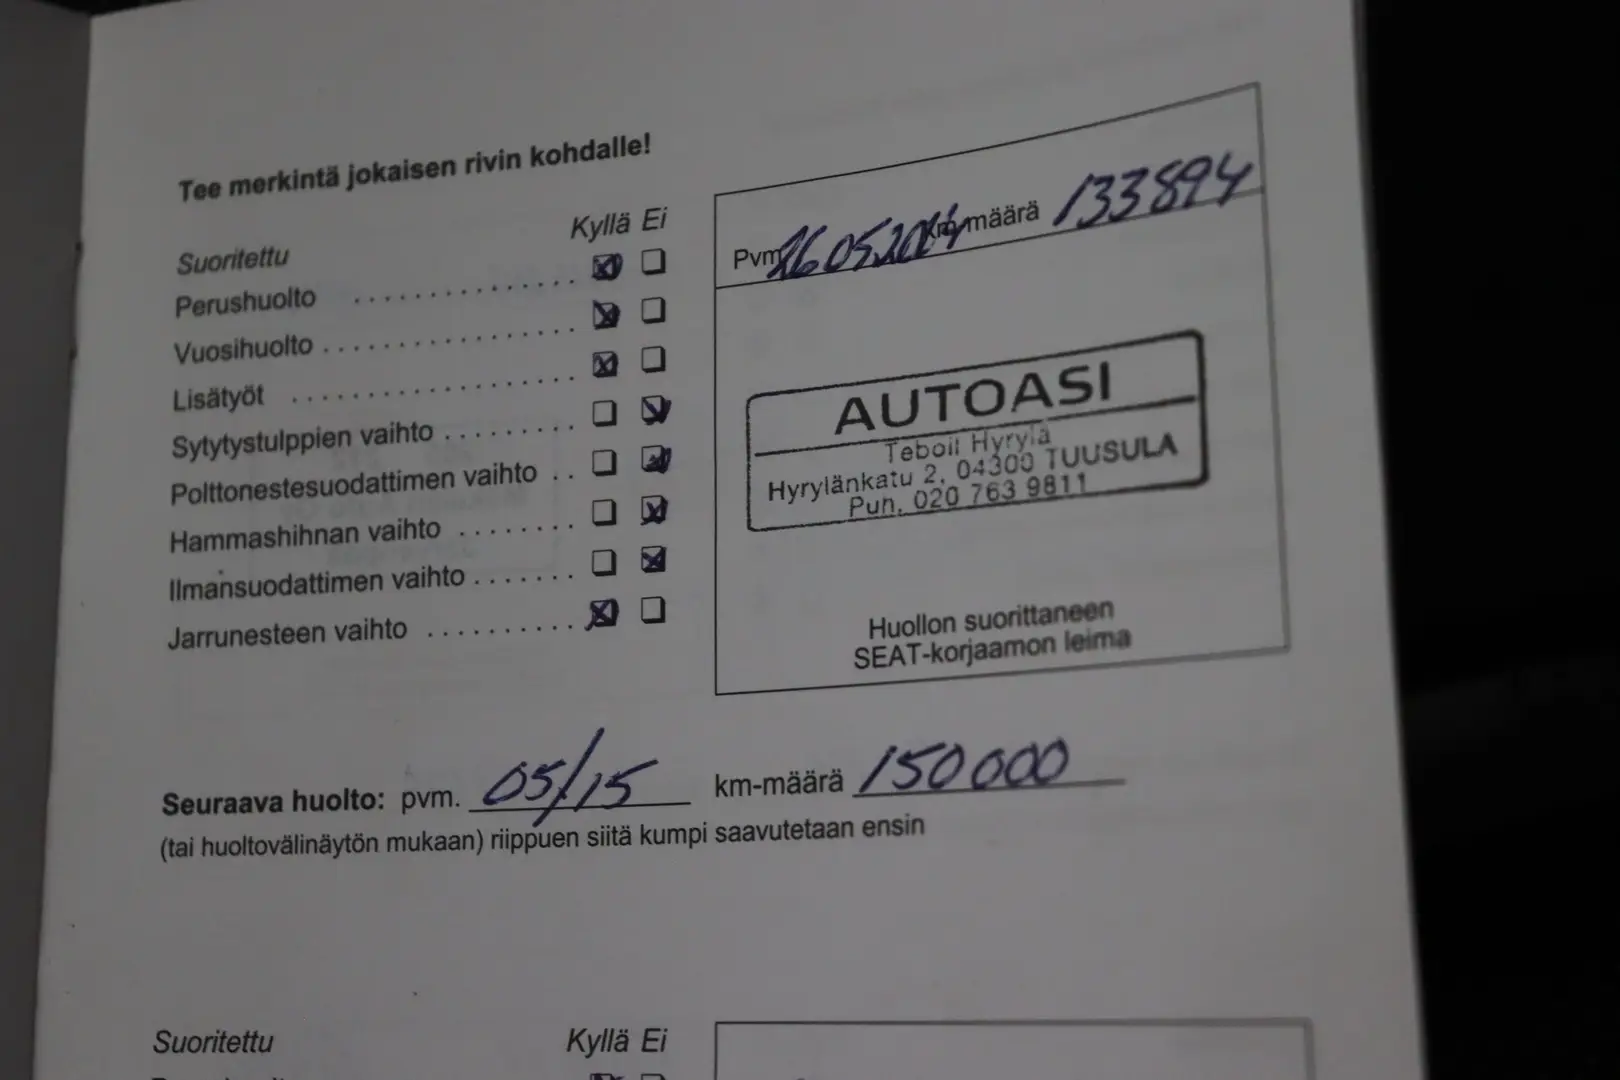 Tee merkintä jokaisen rivin kohdalle!
Suoritettu Kyllä Ei
Perushuolto
Vuosihuolto
Lisätyöt
Sytytystulppien vaihto
Polttonestesuodattimen vaihto
Hammashihnan vaihto
Ilmansuodattimen vaihto
Jarrunesteen vaihto
Pvm 26.05.2014 km-määrä 133894
AUTOASI
Teboil Hyrylä
Hyrylänkatu 2, 04300 TUUSULA
Puh. 020 763 9811
Huollon suorittaneen
SEAT-korjaamon leima
Seuraava huolto: pvm. 05/15 km-määrä 150 000
(tai huoltovälinäytön mukaan) riippuen siitä kumpi saavutetaan ensin
Suoritettu Kyllä Ei